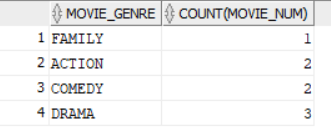 MOVIE_GENRE COUNT(MOVIE_NUM)
1 FAMILY 1
2 ACTION 2
3 COMEDY 2
4 DRAMA 3